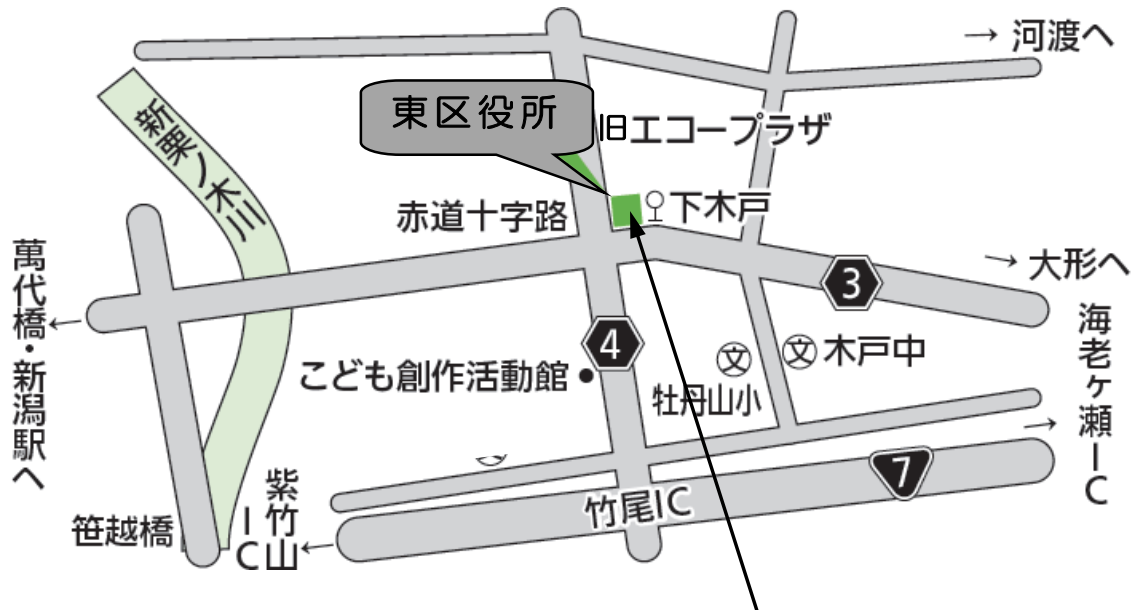 → 河渡へ
東区役所
旧エコープラザ
新栗ノ木川
下木戸
赤道十字路
萬代橋・新潟駅へ
←
→ 大形へ
3
海老ヶ瀬IC
→
4
文
文 木戸中
こども創作活動館
牡丹山小
7
竹尾IC
紫竹山IC
←
笹越橋